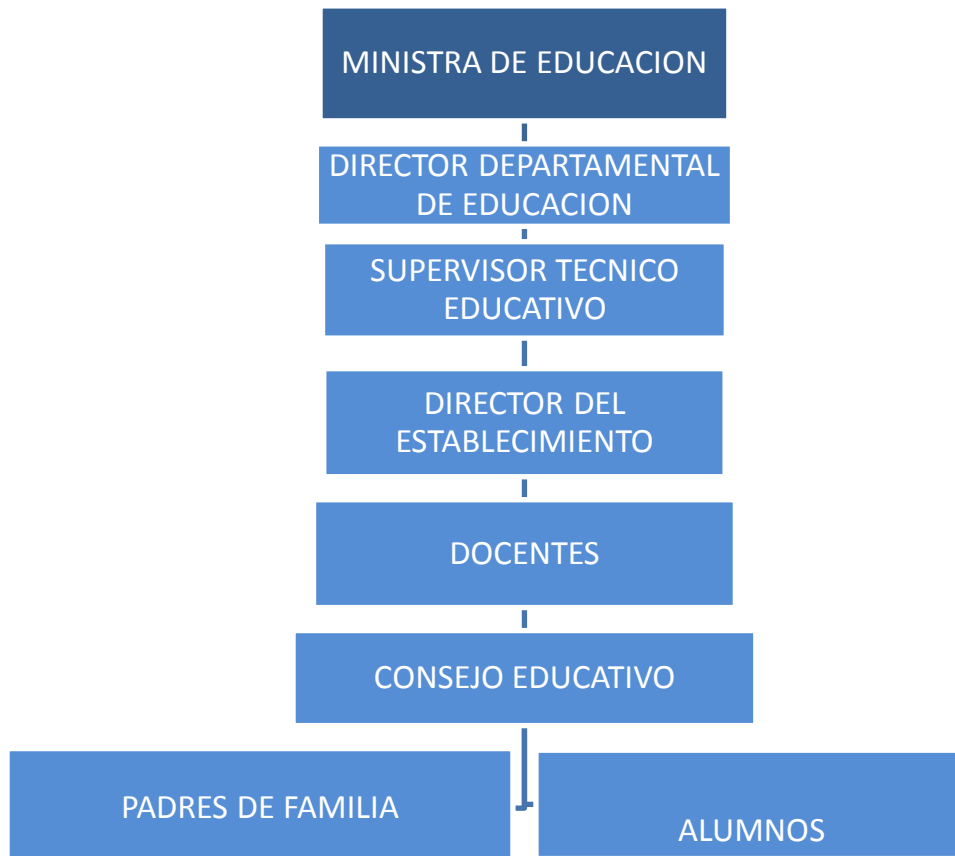 MINISTRA DE EDUCACION
DIRECTOR DEPARTAMENTAL
DE EDUCACION
SUPERVISOR TECNICO
EDUCATIVO
DIRECTOR DEL
ESTABLECIMIENTO
DOCENTES
CONSEJO EDUCATIVO
PADRES DE FAMILIA
ALUMNOS